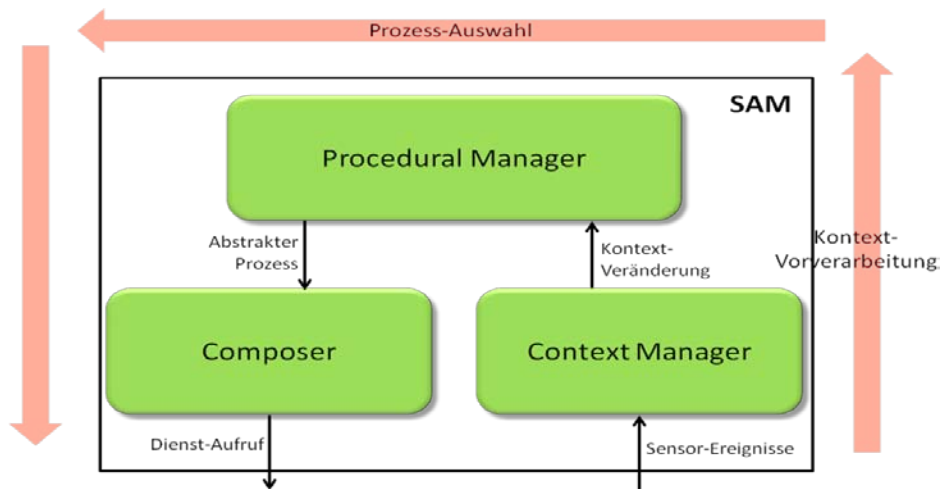 Prozess-Auswahl
SAM
Procedural Manager
Abstrakter
Prozess
Kontext-
Veränderung
Kontext-
Vorverarbeitung
Composer
Context Manager
Dienst-Aufruf
Sensor-Ereignisse